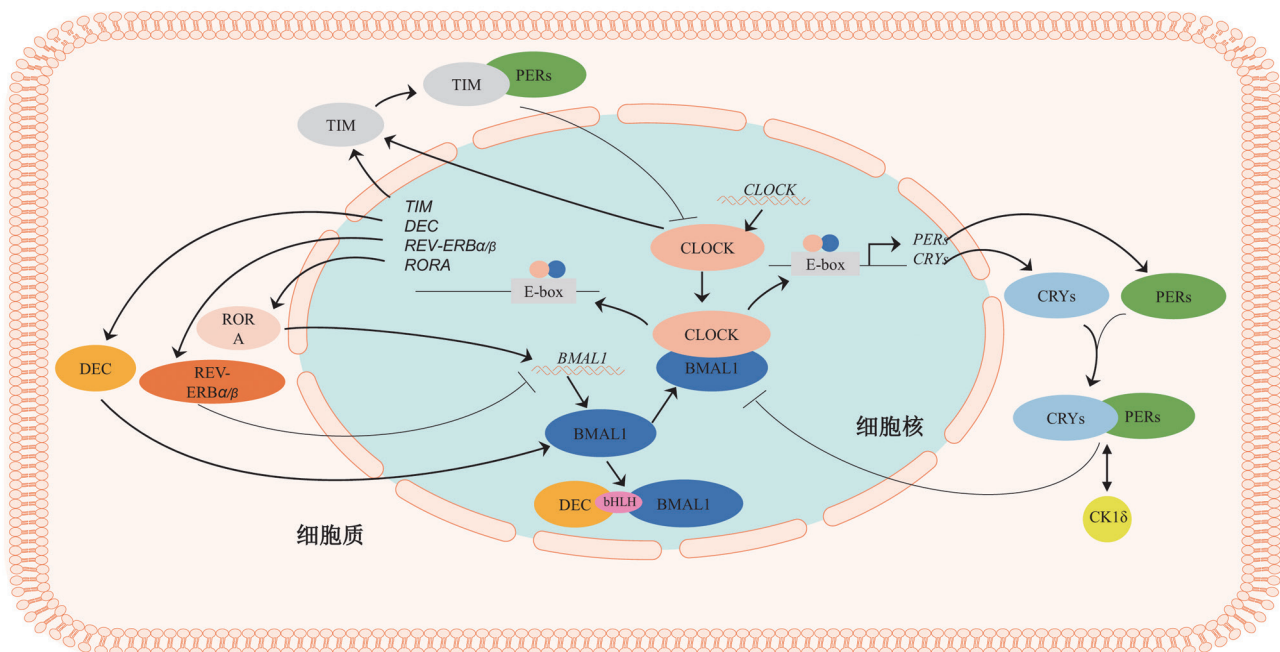 TIM
PERs
TIM
TIM
DEC
REV-ERBα/β
RORA
CLOCK
CLOCK
E-box
PERs
CRYs
E-box
CLOCK
BMAL1
CRYs
PERs
ROR
A
DEC
REV-
ERBα/β
BMAL1
BMAL1
细胞核
CRYs
PERs
DEC
bHLH
BMAL1
CK1δ
细胞质